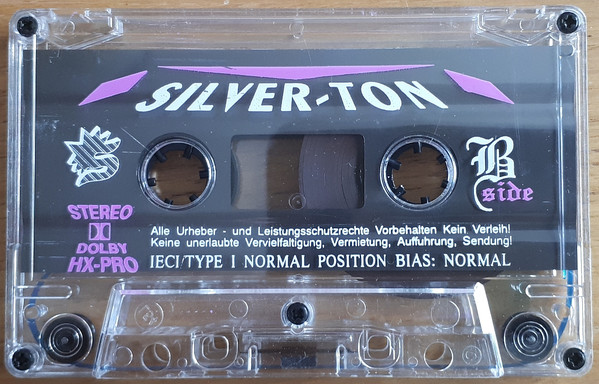 SILVER-TON
B
side
STEREO
DOLBY
HX-PRO
Alle Urheber - und Leistungsschutzrechte Vorbehalten Kein Verleih!
Keine unerlaubte Vervielfaltigung, Vermietung, Auffuhrung, Sendung!
IECI/TYPE I NORMAL POSITION BIAS: NORMAL